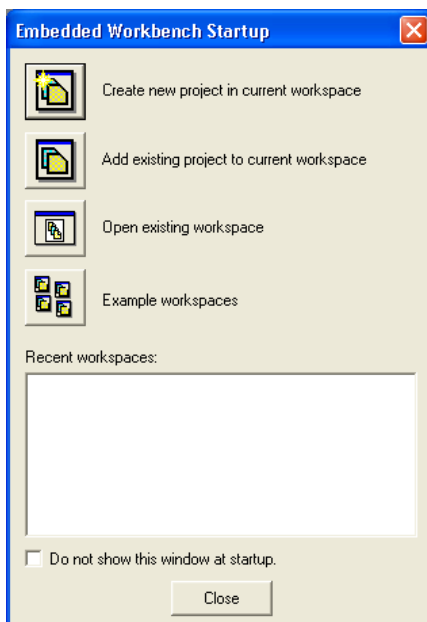 Embedded Workbench Startup
Create new project in current workspace
Add existing project to current workspace
Open existing workspace
Example workspaces
Recent workspaces:
Do not show this window at startup.
Close